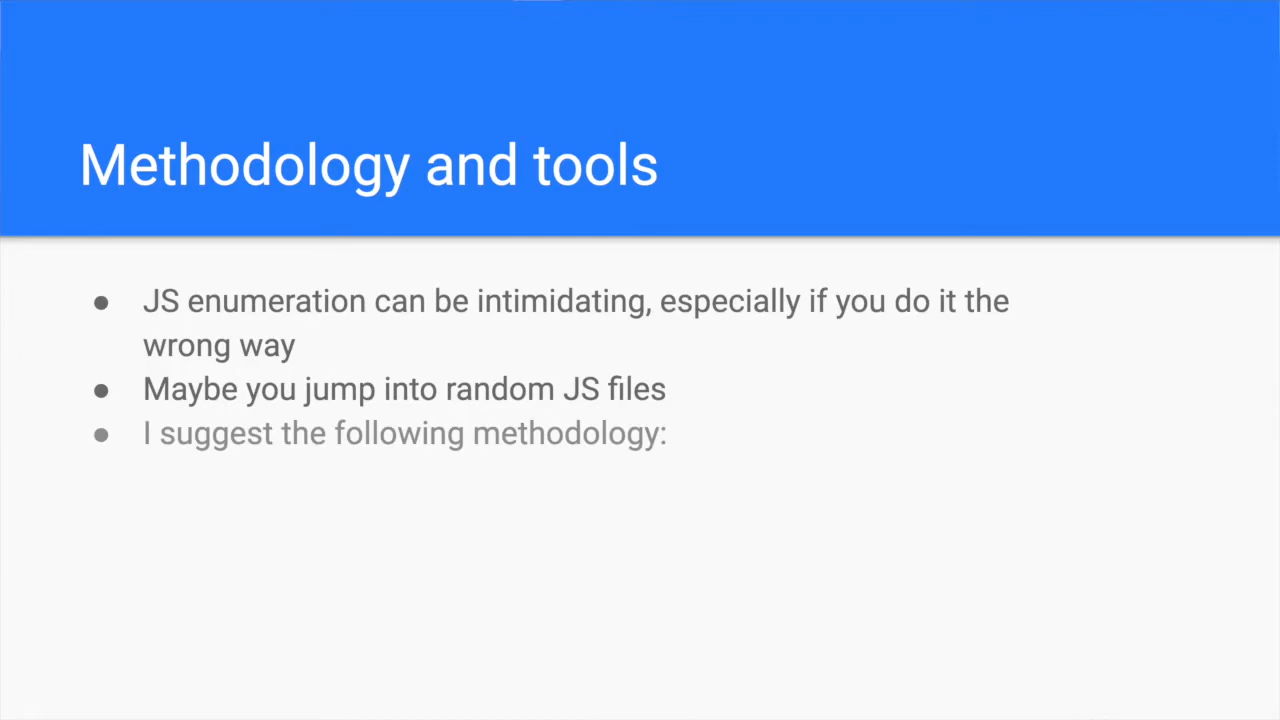 Methodology and tools
● JS enumeration can be intimidating, especially if you do it the
wrong way
● Maybe you jump into random JS files
● I suggest the following methodology: